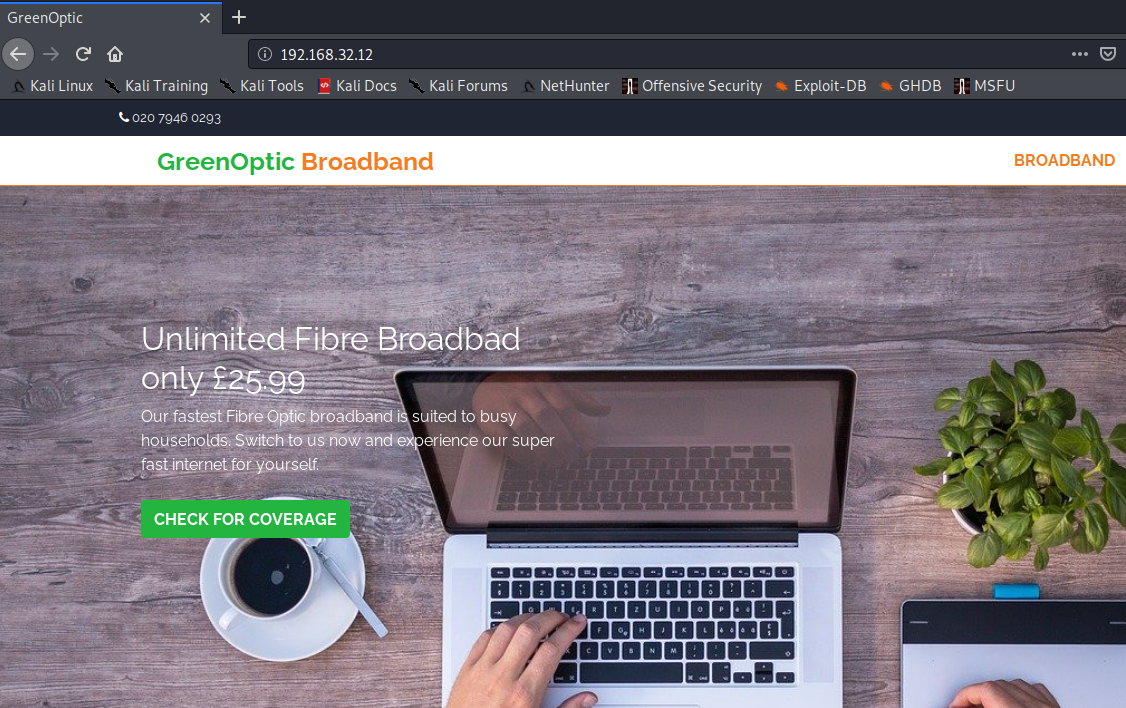 GreenOptic
192.168.32.12
Kali Linux Kali Training Kali Tools Kali Docs Kali Forums NetHunter Offensive Security Exploit-DB GHDB MSFU
020 7946 0293
GreenOptic Broadband BROADBAND
Unlimited Fibre Broadbad
only £25.99
Our fastest Fibre Optic broadband is suited to busy
households. Switch to us now and experience our super
fast internet for yourself.
CHECK FOR COVERAGE